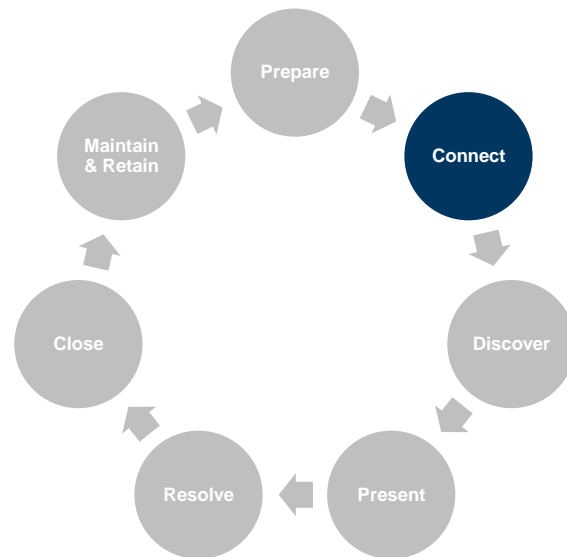 Prepare
Connect
Discover
Present
Resolve
Close
Maintain
& Retain